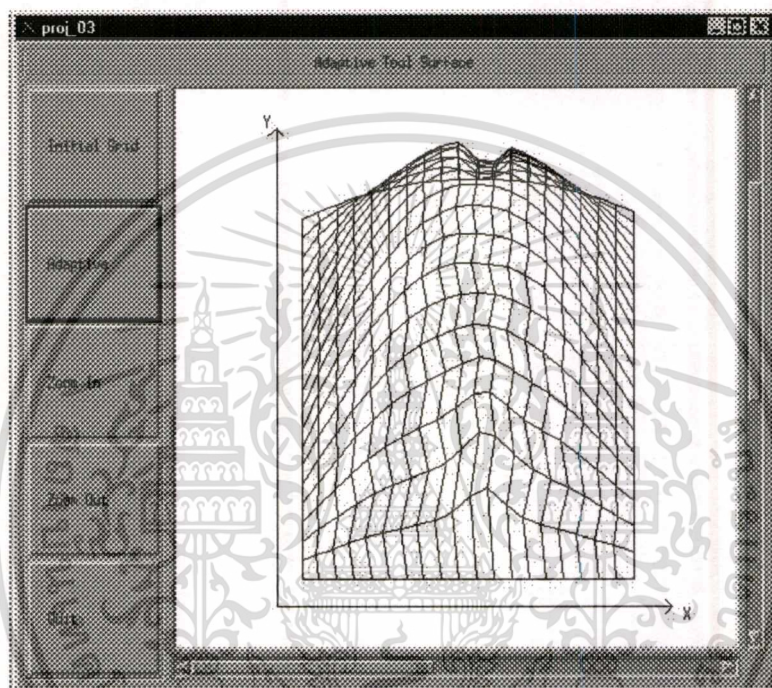 proj_03
Adaptive Tool Surface
Initial Grid
Adaptive
Zoom In
Zoom Out
Quit
Y
X